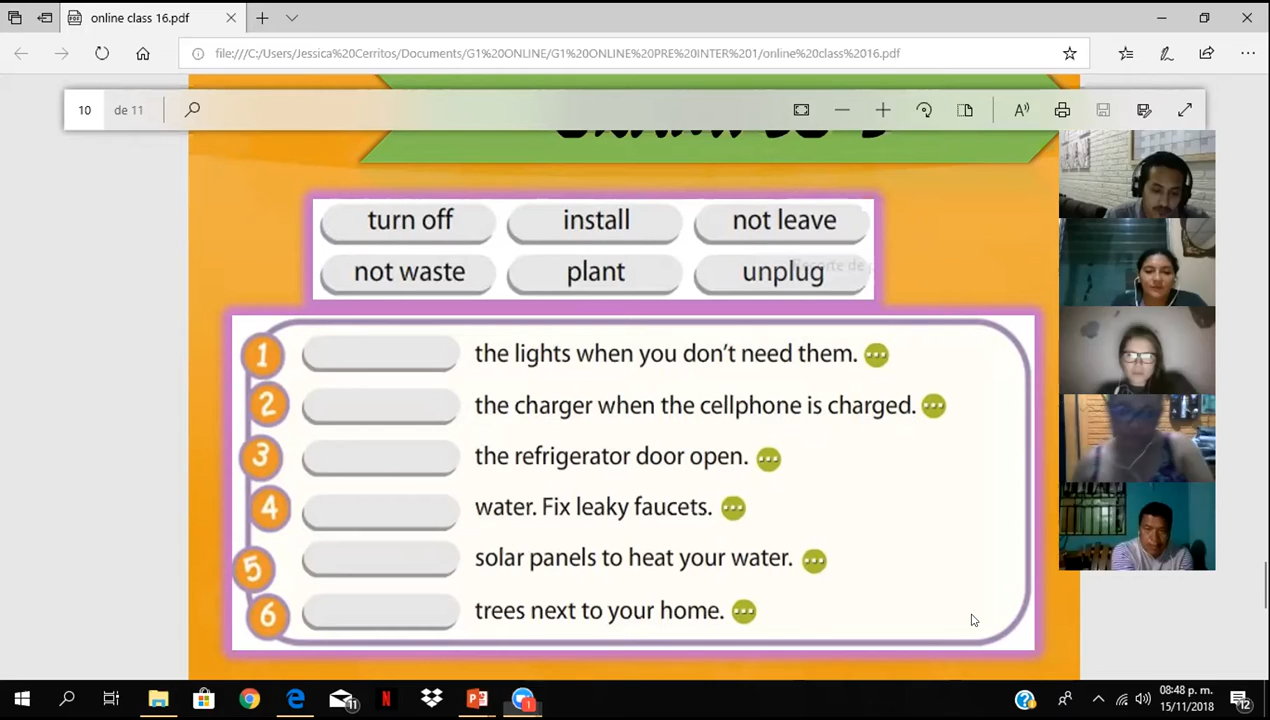 online class 16.pdf
file:///C:/Users/Jessica%20Cerritos/Documents/G1%20ONLINE/G1%20ONLINE%20PRE%20INTER%201/online%20class%2016.pdf
10 de 11
turn off install not leave
not waste plant unplug
1 the lights when you don't need them.
2 the charger when the cellphone is charged.
3 the refrigerator door open.
4 water. Fix leaky faucets.
5 solar panels to heat your water.
6 trees next to your home.
08:48 p. m.
15/11/2018